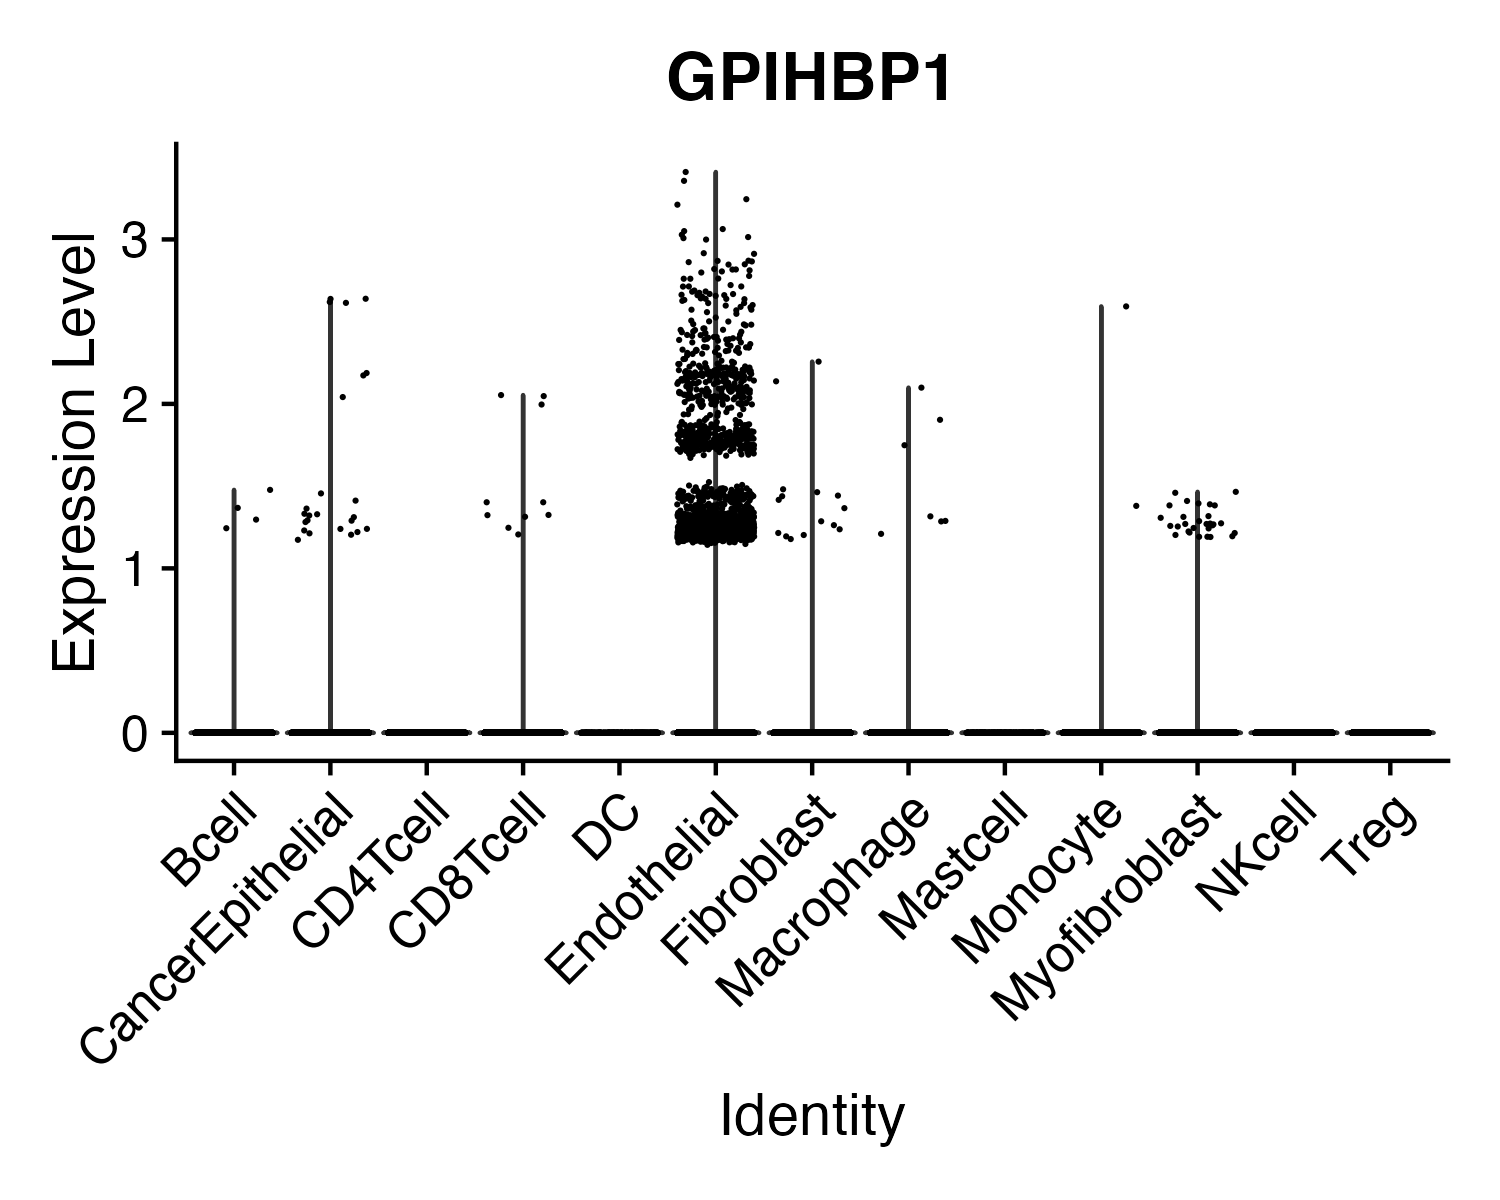 GPIHBP1
Expression Level
3
2
1
0
Bcell
CancerEpithelial
CD4Tcell
CD8Tcell
DC
Endothelial
Fibroblast
Macrophage
Mastcell
Monocyte
Myofibroblast
NKcell
Treg
Identity